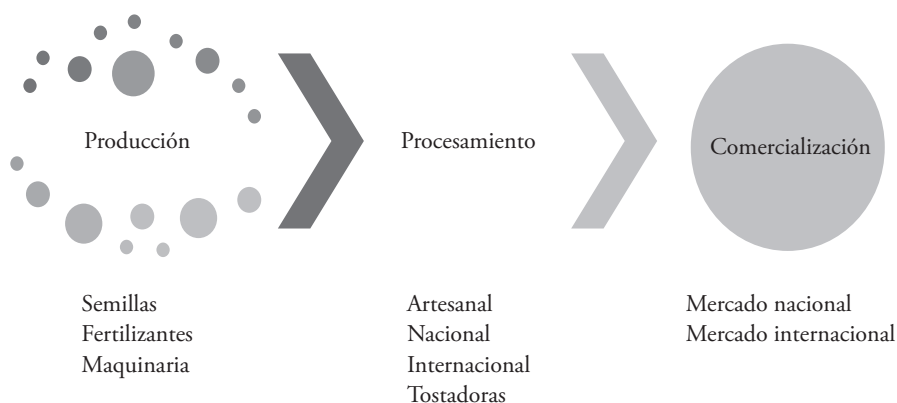 Producción
Procesamiento
Comercialización
Semillas
Fertilizantes
Maquinaria
Artesanal
Nacional
Internacional
Tostadoras
Mercado nacional
Mercado internacional